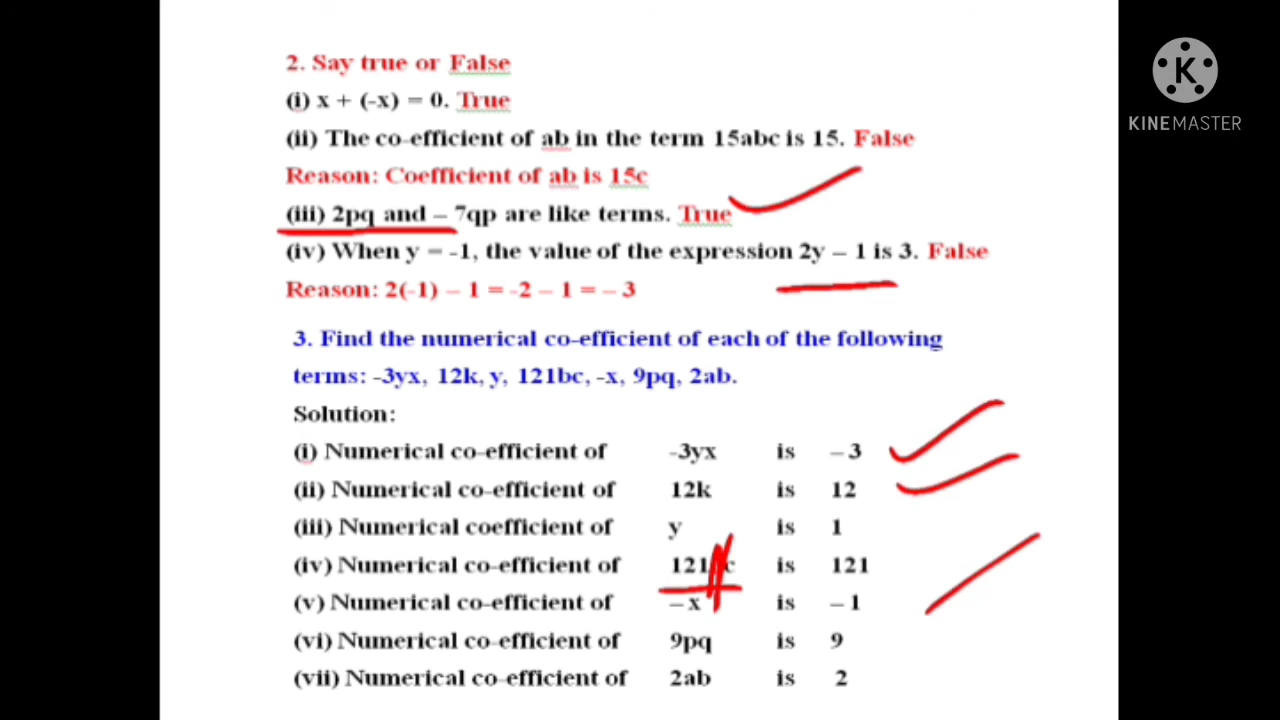 2. Say true or False
(i) x + (-x) = 0. True
(ii) The co-efficient of ab in the term 15abc is 15. False
Reason: Coefficient of ab is 15c
(iii) 2pq and – 7qp are like terms. True
(iv) When y = -1, the value of the expression 2y – 1 is 3. False
Reason: 2(-1) – 1 = -2 – 1 = – 3
3. Find the numerical co-efficient of each of the following
terms: -3yx, 12k, y, 121bc, -x, 9pq, 2ab.
Solution:
(i) Numerical co-efficient of -3yx is – 3
(ii) Numerical co-efficient of 12k is 12
(iii) Numerical coefficient of y is 1
(iv) Numerical co-efficient of 121bc is 121
(v) Numerical co-efficient of – x is – 1
(vi) Numerical co-efficient of 9pq is 9
(vii) Numerical co-efficient of 2ab is 2
K
KINEMASTER